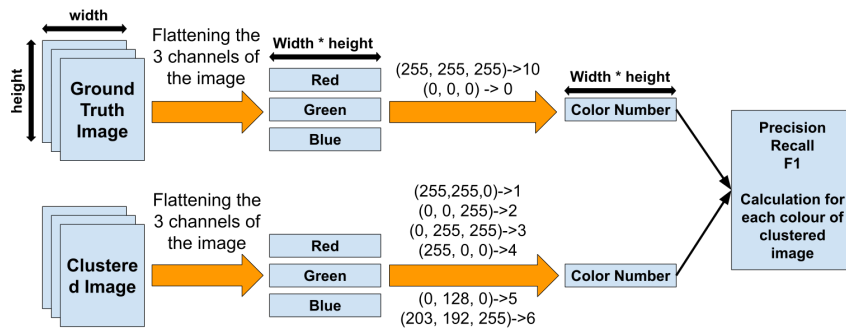 width
height
Ground
Truth
Image
Flattening the
3 channels of
the image
Width * height
Red
Green
Blue
(255, 255, 255)->10
(0, 0, 0) -> 0
Width * height
Color Number
Clustere
d Image
Flattening the
3 channels of
the image
Red
Green
Blue
(255,255,0)->1
(0, 0, 255)->2
(0, 255, 255)->3
(255, 0, 0)->4
(0, 128, 0)->5
(203, 192, 255)->6
Color Number
Precision
Recall
F1
Calculation for
each colour of
clustered
image